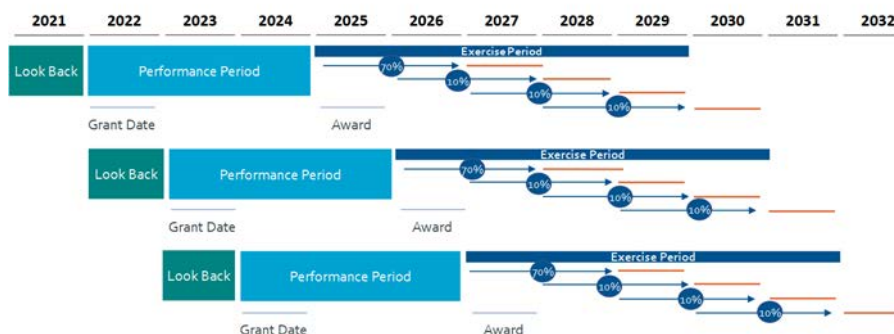 2021 2022 2023 2024 2025 2026 2027 2028 2029 2030 2031 2032
Exercise Period
Look Back Performance Period 70%
10%
10%
10%
Grant Date Award
Exercise Period
Look Back Performance Period 70%
10%
10%
10%
Grant Date Award
Exercise Period
Look Back Performance Period 70%
10%
10%
10%
Grant Date Award